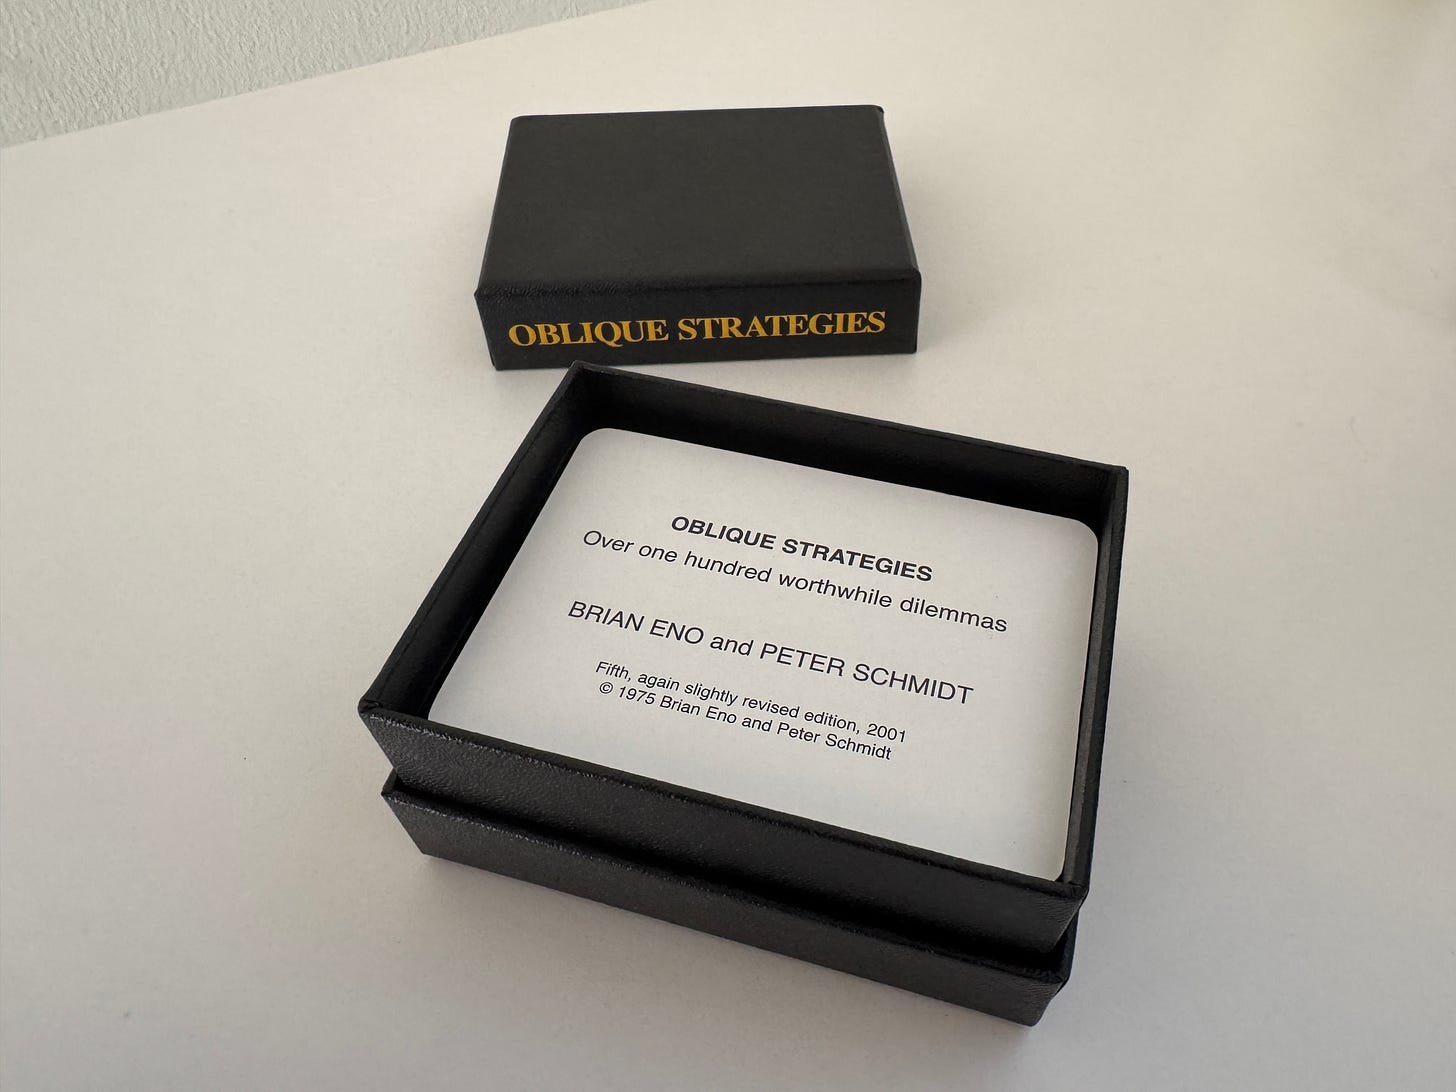 OBLIQUE STRATEGIES
OBLIQUE STRATEGIES
Over one hundred worthwhile dilemmas
BRIAN ENO and PETER SCHMIDT
Fifth, again slightly revised edition, 2001
© 1975 Brian Eno and Peter Schmidt